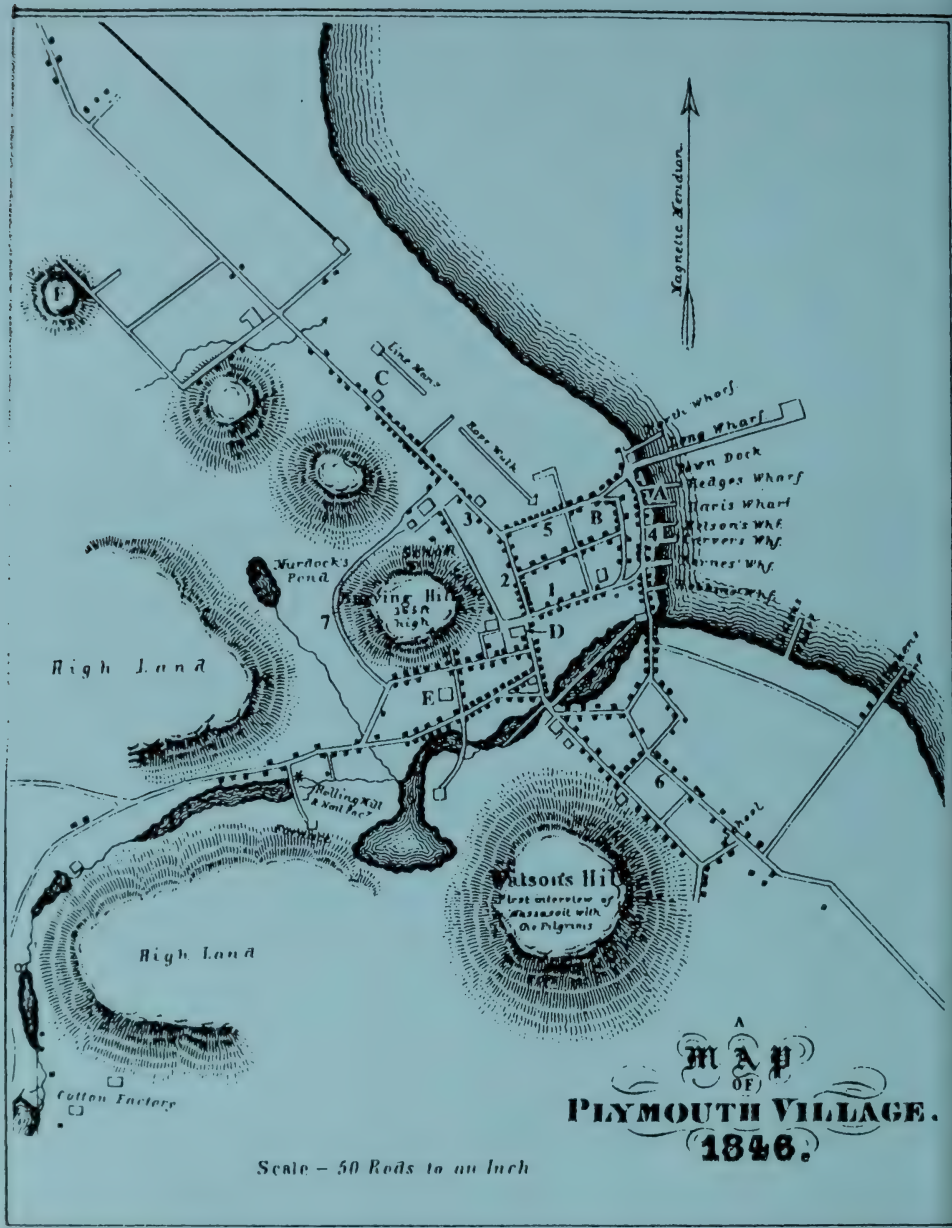 F
Magnetic Meridian
Line Manf
C
Rope Walk
North Wharf
Long Wharf
Town Dock
A
Hedges Wharf
Davis Wharf
B
Nelson's Whf.
4
Carvers Whf.
3
5
Barnes' Whf.
Murdock's
Pond
2
1
Burying Hill
165 ft
high
7
D
High Land
E
6
Rolling Mill
& Nail Fact
Watson's Hill
First interview of
Massasoit with
the Pilgrims
High Land
Cotton Factory
A
MAP
OF
PLYMOUTH VILLAGE.
1846.
Scale – 50 Rods to an Inch